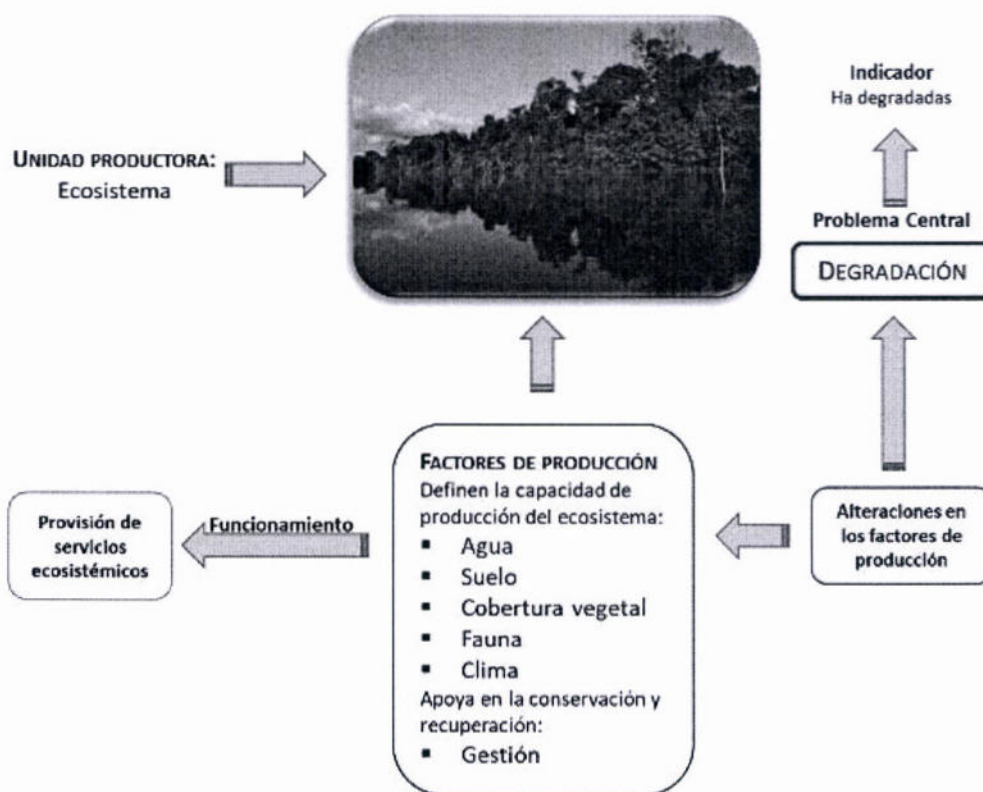 UNIDAD PRODUCTORA:
Ecosistema
Indicador
Ha degradadas
Problema Central
DEGRADACIÓN
FACTORES DE PRODUCCIÓN
Definen la capacidad de
producción del ecosistema:
▪ Agua
▪ Suelo
▪ Cobertura vegetal
▪ Fauna
▪ Clima
Apoya en la conservación y
recuperación:
▪ Gestión
Funcionamiento
Provisión de
servicios
ecosistémicos
Alteraciones en
los factores de
producción